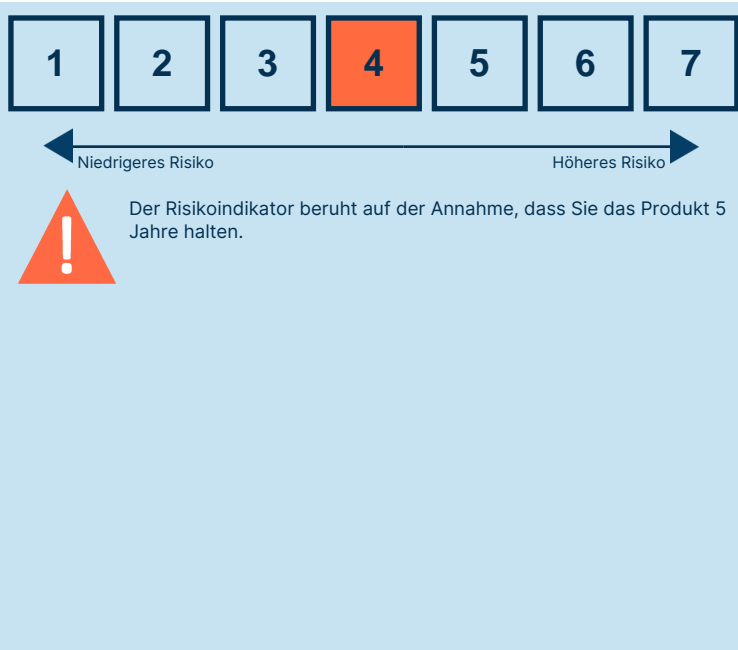 1 2 3 4 5 6 7
Niedrigeres Risiko Höheres Risiko
Der Risikoindikator beruht auf der Annahme, dass Sie das Produkt 5
Jahre halten.